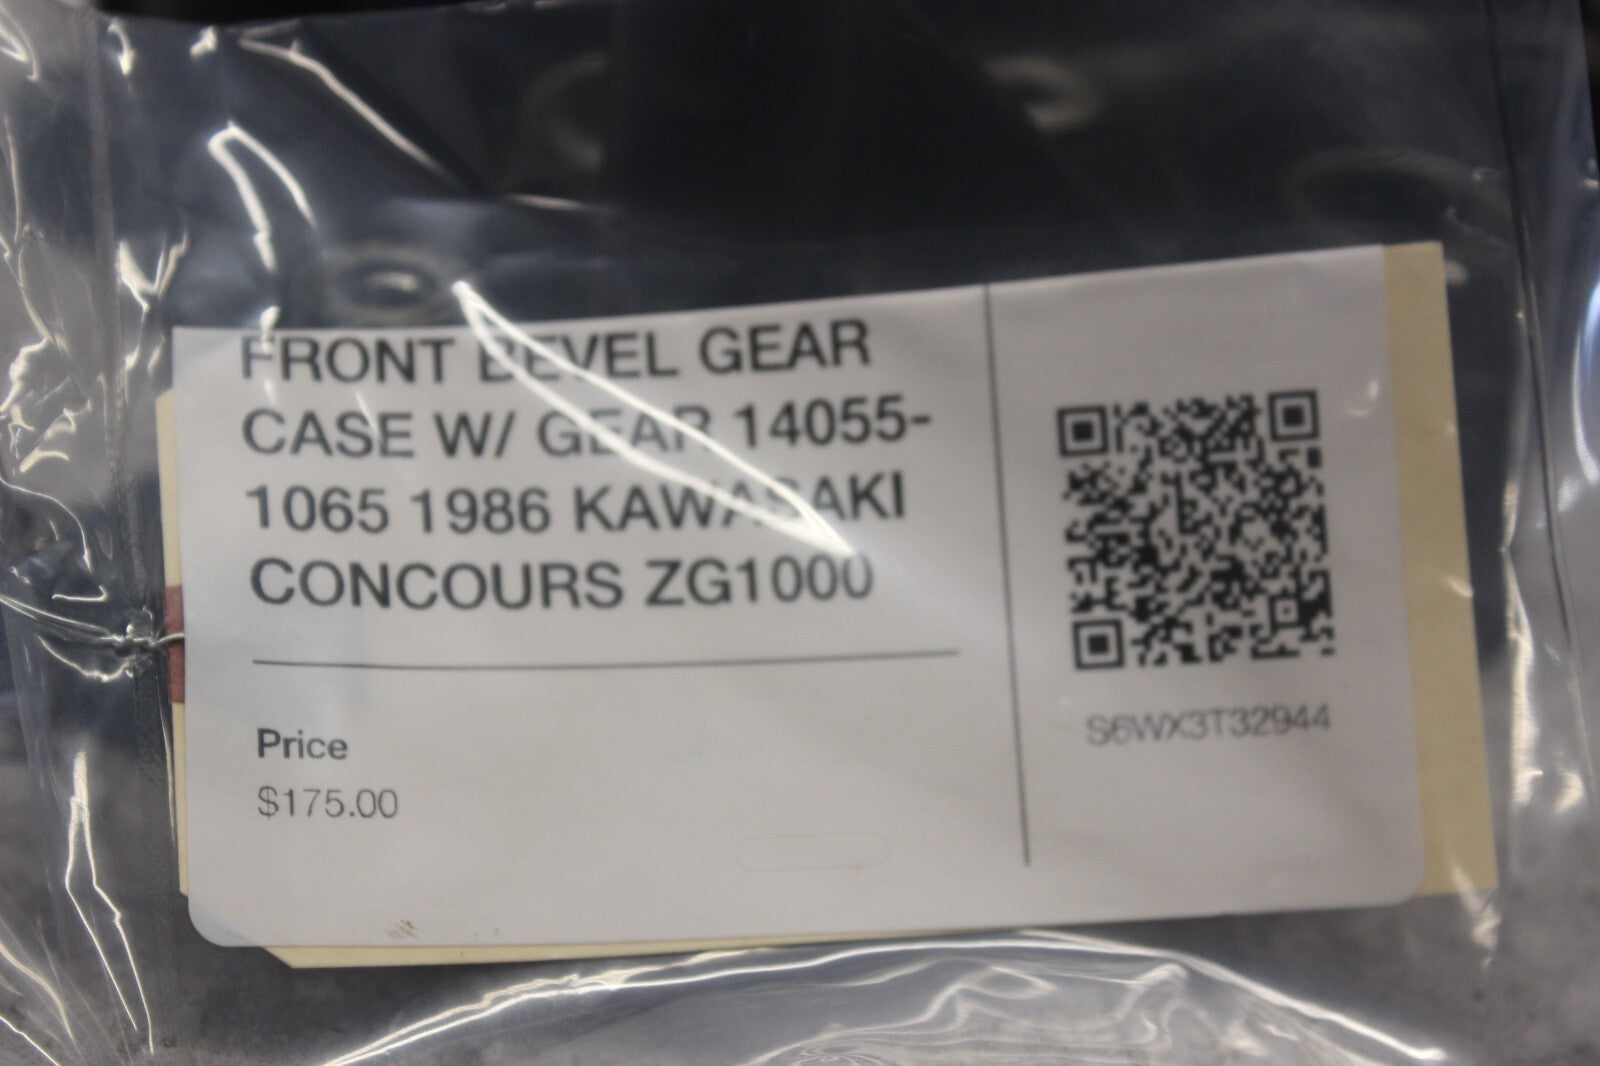 FRONT BEVEL GEAR
CASE W/ GEAR 14055-
1065 1986 KAWASAKI
CONCOURS ZG1000
Price
$175.00
S6WX3T32944